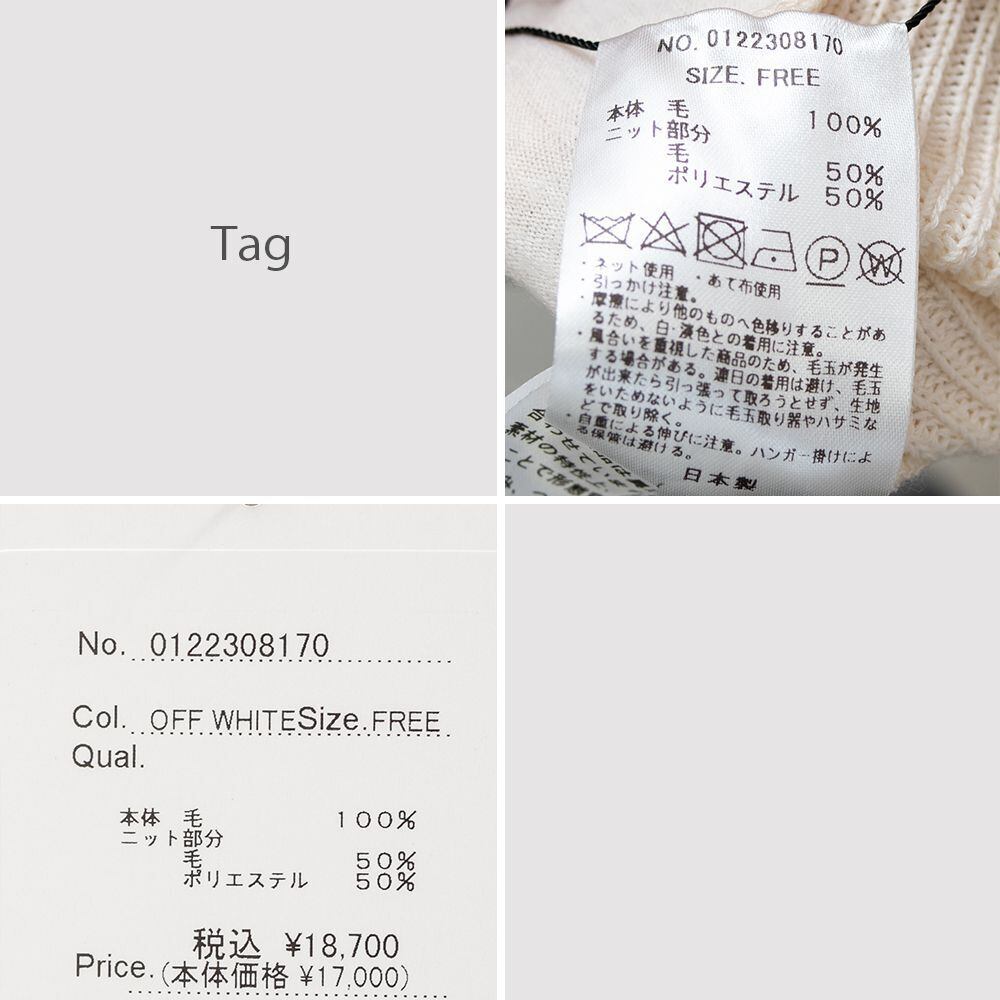 Tag
NO. 0122308170
SIZE. FREE
本体 毛 100%
ニット部分
毛 50%
ポリエステル 50%
P
W
・ネット使用 ・あて布使用
・引っかけ注意。
・摩擦により他のものへ色移りすることがあ
るため、白・淡色との着用に注意。
・風合いを重視した商品のため、毛玉が発生
する場合がある。連日の着用は避け、毛玉
が出来たら引っ張って取ろうとせず、生地
をいためないように毛玉取り器やハサミな
どで取り除く。
・自重による伸びに注意。ハンガー掛けによ
る保管は避ける。
日本製
素材の特性上
No. 0122308170
Col. OFF WHITE Size. FREE
Qual.
本体 毛 100%
ニット部分
毛 50%
ポリエステル 50%
税込 ¥18,700
Price. (本体価格 ¥17,000)